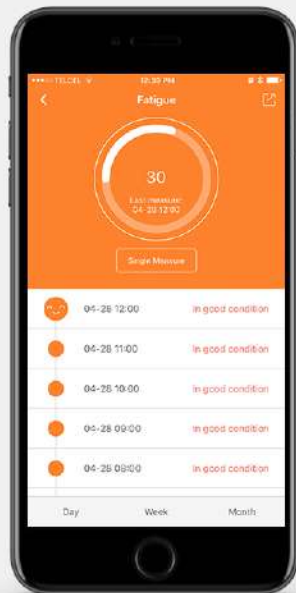 TELCEL 12:33 PM
Fatigue
30
Last measure:
04-28 12:00
Single Measure
04-28 12:00 In good condition
04-28 11:00 In good condition
04-28 10:00 In good condition
04-28 09:00 In good condition
04-28 08:00 In good condition
Day Week Month